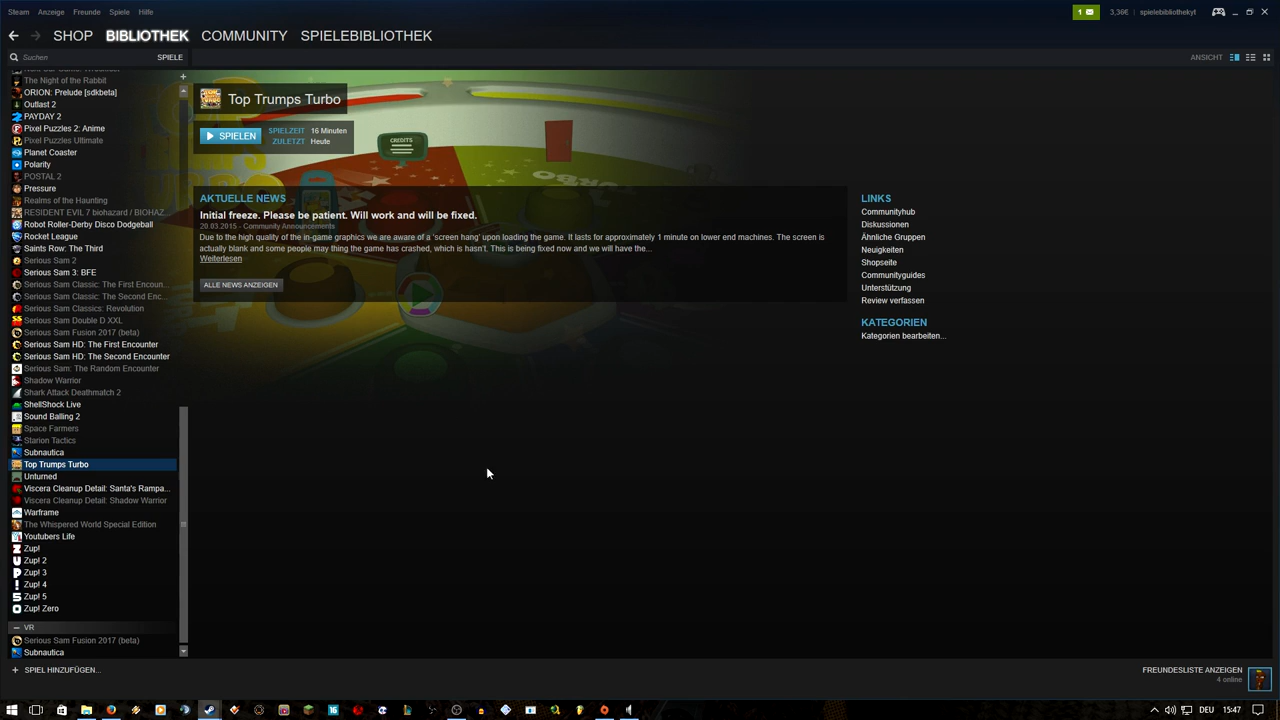 Steam Anzeige Freunde Spiele Hilfe
1 3,36€ spielebibliothekyt
SHOP BIBLIOTHEK COMMUNITY SPIELEBIBLIOTHEK
Suchen SPIELE
ANSICHT
The Night of the Rabbit
ORION: Prelude [sdkbeta]
Outlast 2
PAYDAY 2
Pixel Puzzles 2: Anime
Pixel Puzzles Ultimate
Planet Coaster
Polarity
POSTAL 2
Pressure
Realms of the Haunting
RESIDENT EVIL 7 biohazard / BIOHAZ...
Robot Roller-Derby Disco Dodgeball
Rocket League
Saints Row: The Third
Serious Sam 2
Serious Sam 3: BFE
Serious Sam Classic: The First Encoun...
Serious Sam Classic: The Second Enc...
Serious Sam Classics: Revolution
Serious Sam Double D XXL
Serious Sam Fusion 2017 (beta)
Serious Sam HD: The First Encounter
Serious Sam HD: The Second Encounter
Serious Sam: The Random Encounter
Shadow Warrior
Shark Attack Deathmatch 2
ShellShock Live
Sound Balling 2
Space Farmers
Starion Tactics
Subnautica
Top Trumps Turbo
Unturned
Viscera Cleanup Detail: Santa's Rampa...
Viscera Cleanup Detail: Shadow Warrior
Warframe
The Whispered World Special Edition
Youtubers Life
Zup!
Zup! 2
Zup! 3
Zup! 4
Zup! 5
Zup! Zero
VR
Serious Sam Fusion 2017 (beta)
Subnautica
SPIEL HINZUFÜGEN...
Top Trumps Turbo
SPIELEN
SPIELZEIT 16 Minuten
ZULETZT Heute
CREDITS
TURBO
AKTUELLE NEWS
Initial freeze. Please be patient. Will work and will be fixed.
20.03.2015 - Community Announcements
Due to the high quality of the in-game graphics we are aware of a 'screen hang' upon loading the game. It lasts for approximately 1 minute on lower end machines. The screen is
actually blank and some people may thing the game has crashed, which is hasn't. This is being fixed now and we will have the...
Weiterlesen
ALLE NEWS ANZEIGEN
LINKS
Communityhub
Diskussionen
Ähnliche Gruppen
Neuigkeiten
Shopseite
Communityguides
Unterstützung
Review verfassen
KATEGORIEN
Kategorien bearbeiten...
FREUNDESLISTE ANZEIGEN
4 online
DEU 15:47